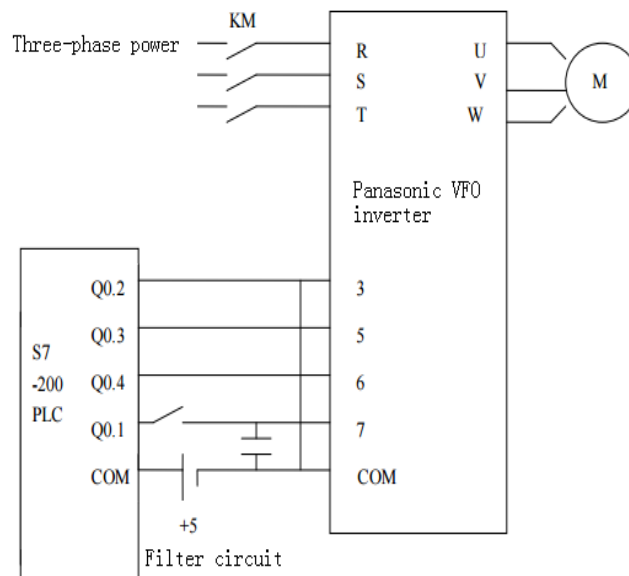 KM
Three-phase power
R U
S V M
T W
Panasonic VFO
inverter
Q0.2 3
Q0.3 5
S7
-200
PLC
Q0.4 6
Q0.1 7
COM COM
+5
Filter circuit